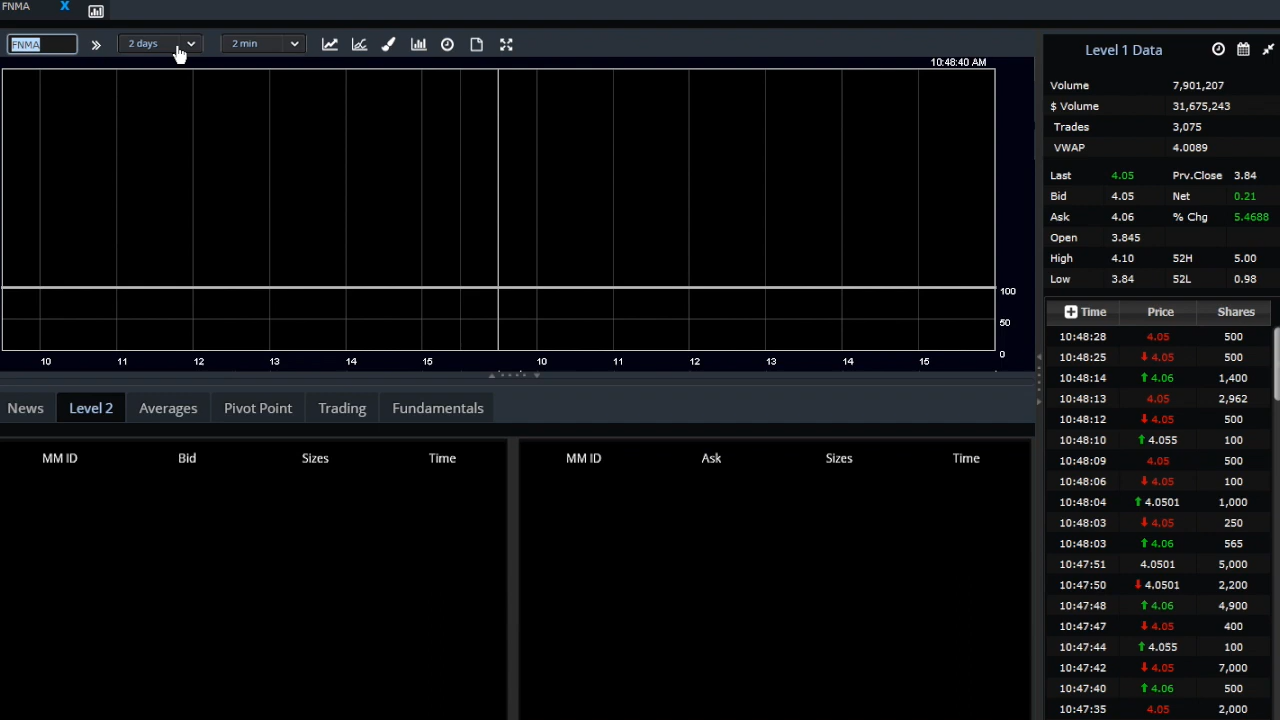 FNMA X
FNMA 2 days 2 min
10:48:40 AM
100
50
0
10 11 12 13 14 15 10 11 12 13 14 15
News Level 2 Averages Pivot Point Trading Fundamentals
MM ID Bid Sizes Time MM ID Ask Sizes Time
Level 1 Data
Volume 7,901,207
$ Volume 31,675,243
Trades 3,075
VWAP 4.0089
Last 4.05 Prv.Close 3.84
Bid 4.05 Net 0.21
Ask 4.06 % Chg 5.4688
Open 3.845
High 4.10 52H 5.00
Low 3.84 52L 0.98
Time Price Shares
10:48:28 4.05 500
10:48:25 4.05 500
10:48:14 4.06 1,400
10:48:13 4.05 2,962
10:48:12 4.05 500
10:48:10 4.055 100
10:48:09 4.05 500
10:48:06 4.05 100
10:48:04 4.0501 1,000
10:48:03 4.05 250
10:48:03 4.06 565
10:47:51 4.0501 5,000
10:47:50 4.0501 2,200
10:47:48 4.06 4,900
10:47:47 4.05 400
10:47:44 4.055 100
10:47:42 4.05 7,000
10:47:40 4.06 500
10:47:35 4.05 2,000